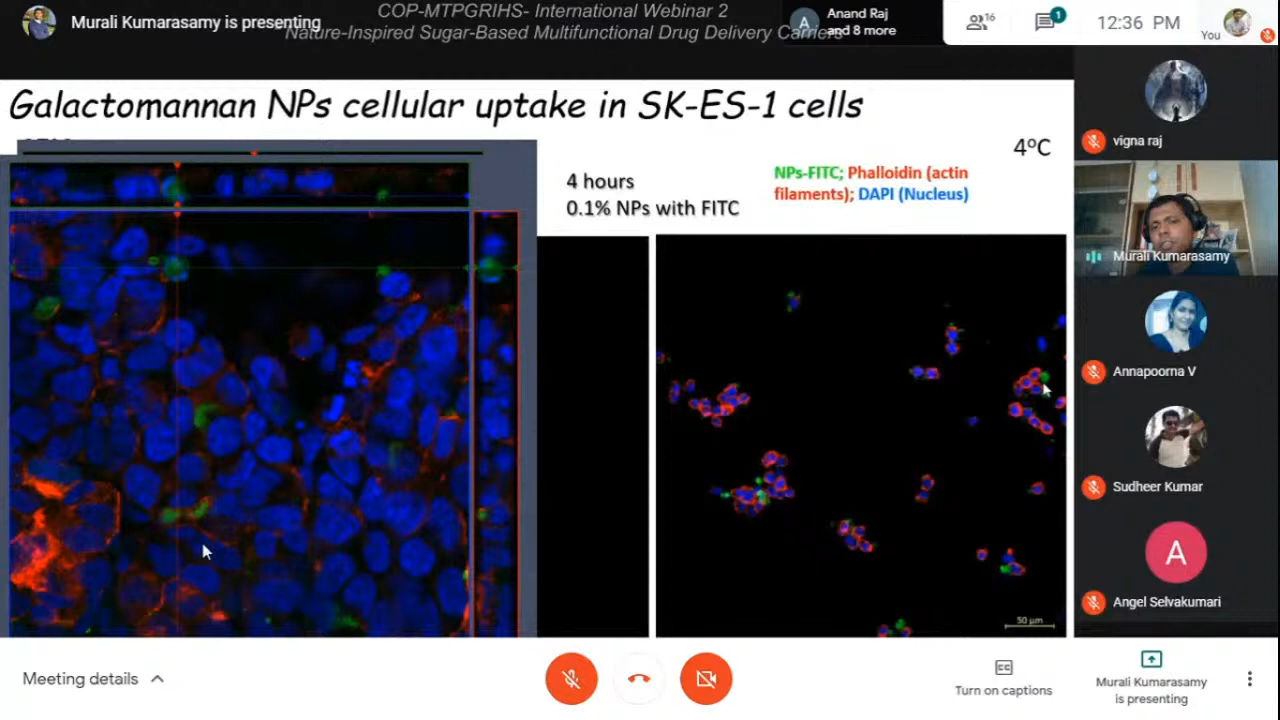 Murali Kumarasamy is presenting
COP-MTPGRIHS- International Webinar 2
Nature-Inspired Sugar-Based Multifunctional Drug Delivery Carriers
A
Anand Raj
and 8 more
16
1
12:36 PM
You
Galactomannan NPs cellular uptake in SK-ES-1 cells
4°C
4 hours
0.1% NPs with FITC
NPs-FITC; Phalloidin (actin
filaments); DAPI (Nucleus)
50 µm
vigna raj
Murali Kumarasamy
Annapoorna V
Sudheer Kumar
A
Angel Selvakumari
Meeting details
CC
Turn on captions
Murali Kumarasamy
is presenting